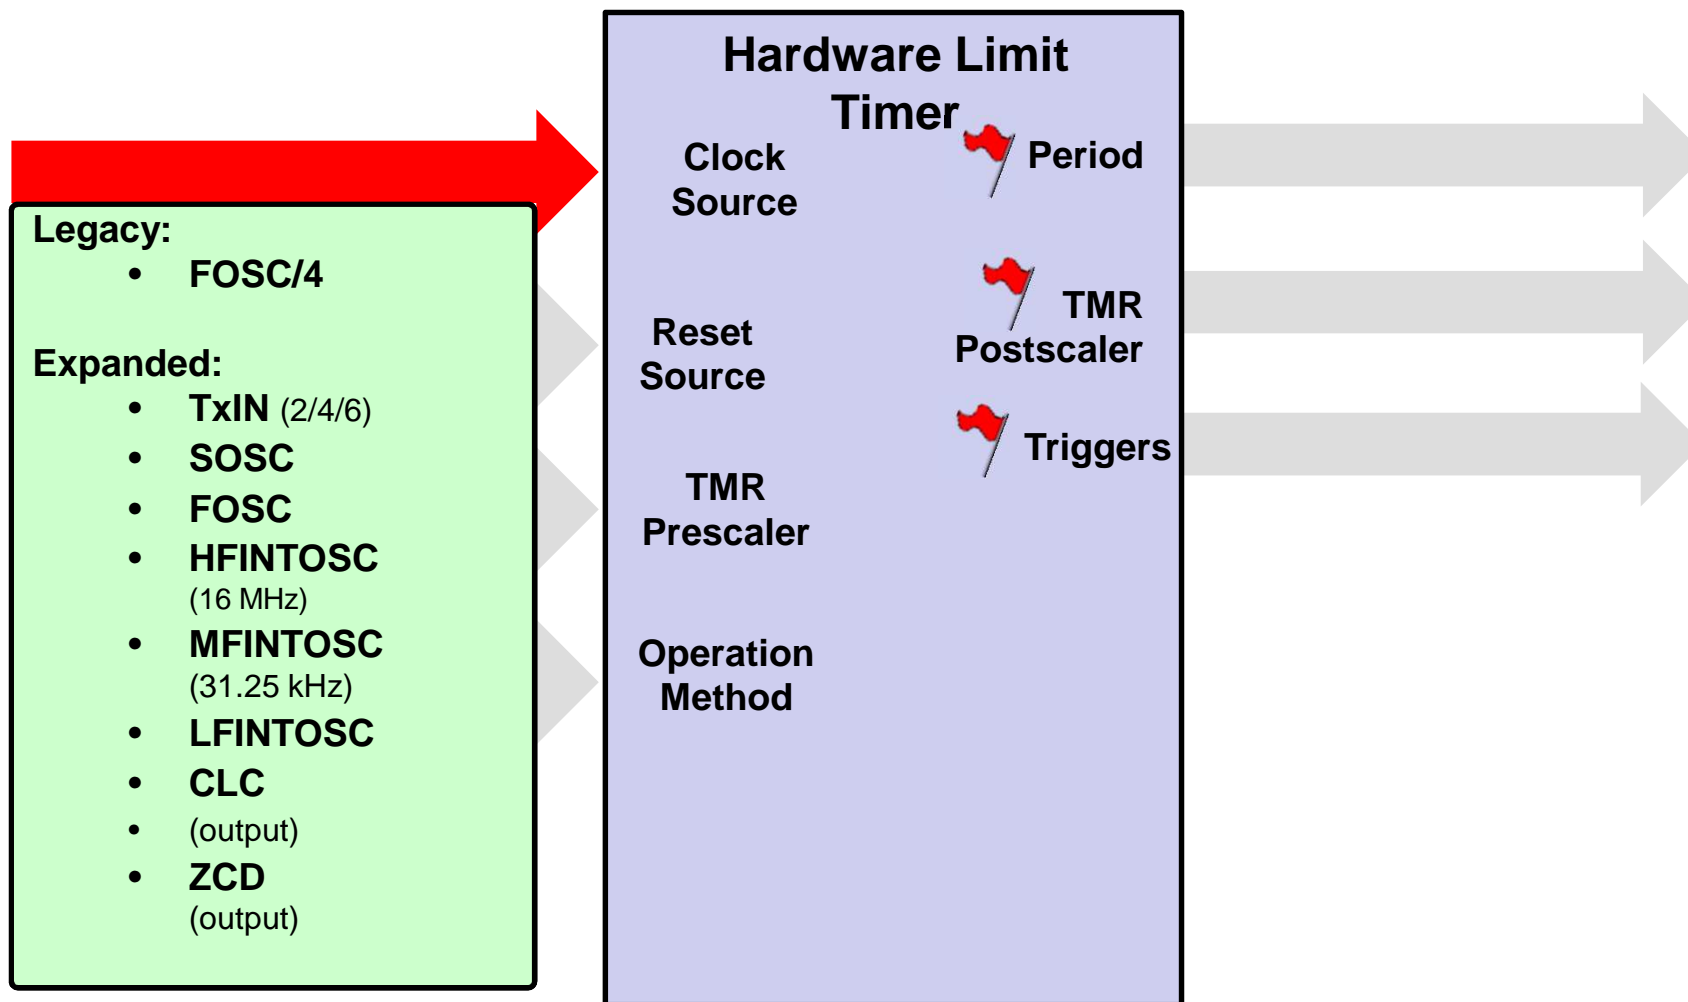 Hardware Limit
Timer
Legacy:
• FOSC/4
Expanded:
• TxIN (2/4/6)
• SOSC
• FOSC
• HFINTOSC
(16 MHz)
• MFINTOSC
(31.25 kHz)
• LFINTOSC
• CLC
• (output)
• ZCD
(output)
Clock
Source
Reset
Source
TMR
Prescaler
Operation
Method
Period
TMR
Postscaler
Triggers